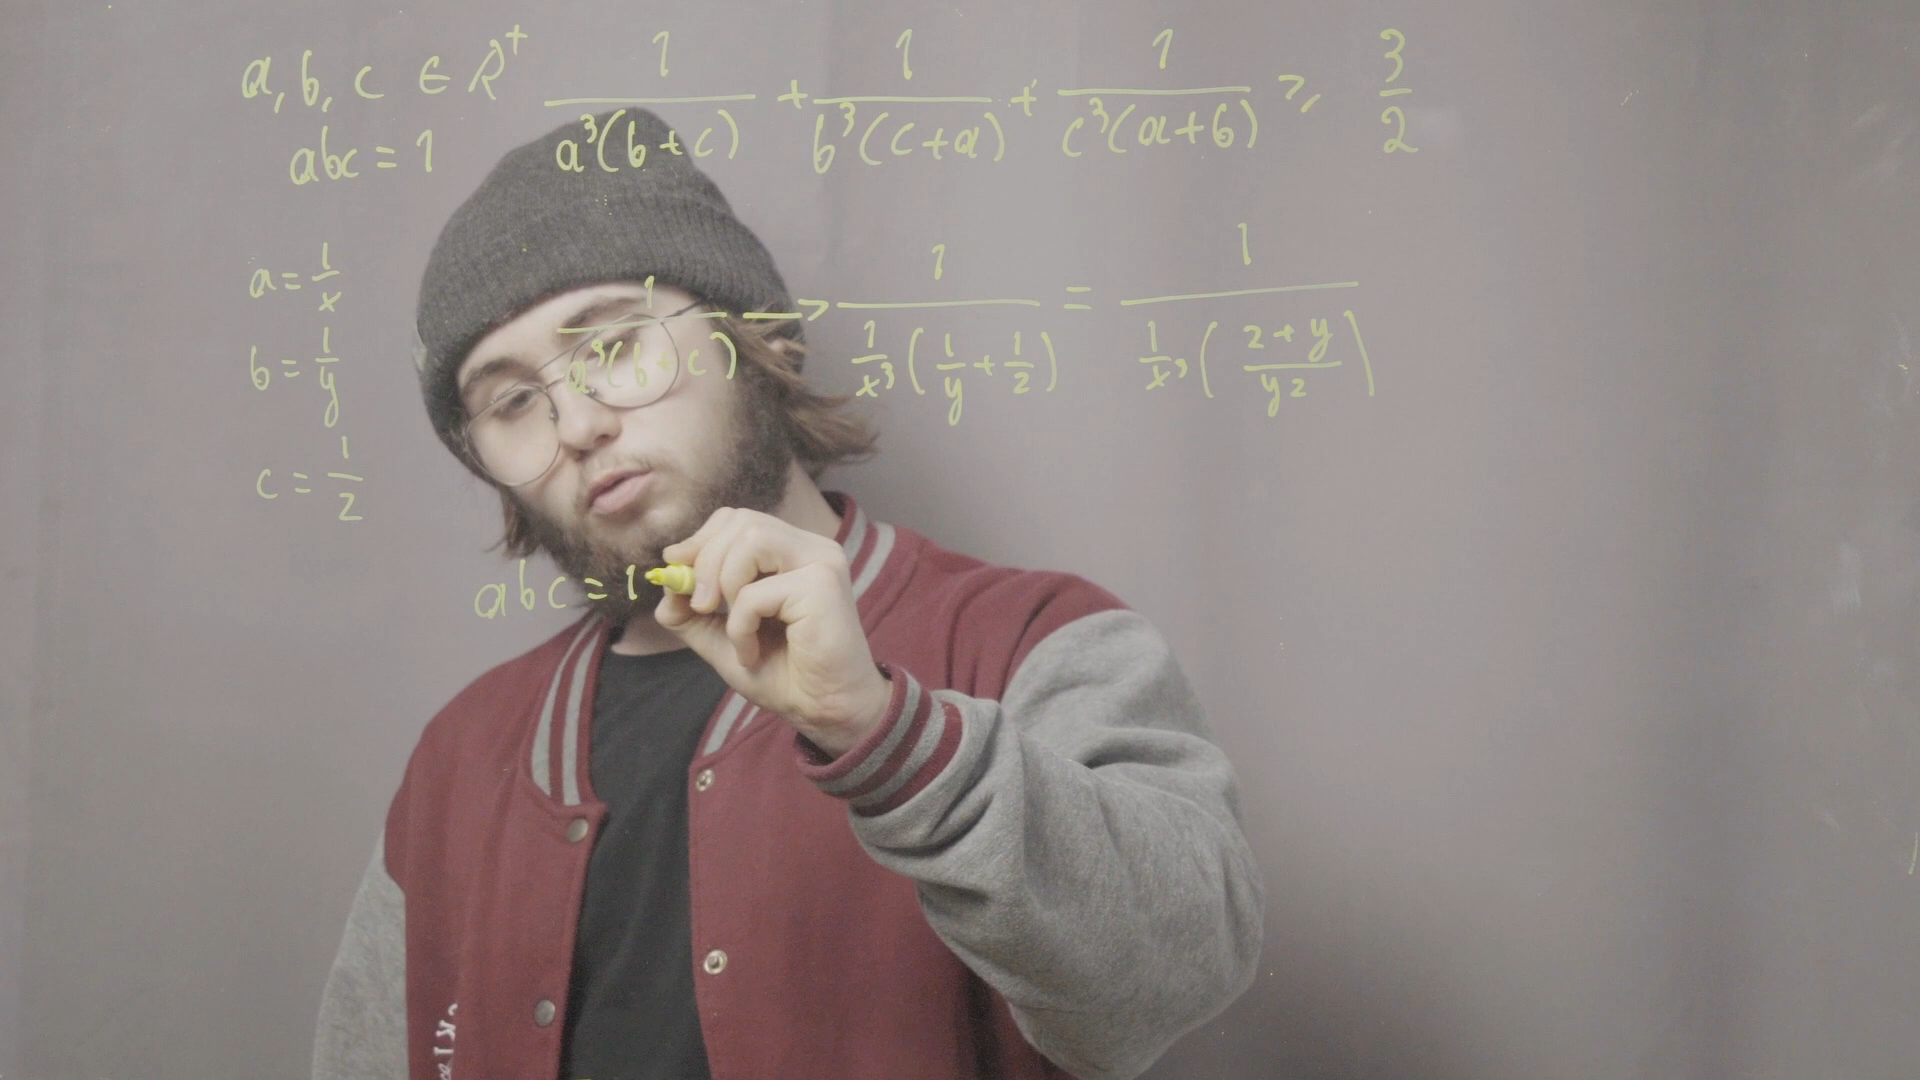 a, b, c ∈ R⁺ 1/(a³(b+c)) + 1/(b³(c+a)) + 1/(c³(a+b)) ≥ 3/2
abc = 1
a = 1/x
1/(a³(b+c)) —> 1/(1/x³(1/y + 1/z)) = 1/(1/x³((z+y)/yz))
b = 1/y
c = 1/z
abc = 1